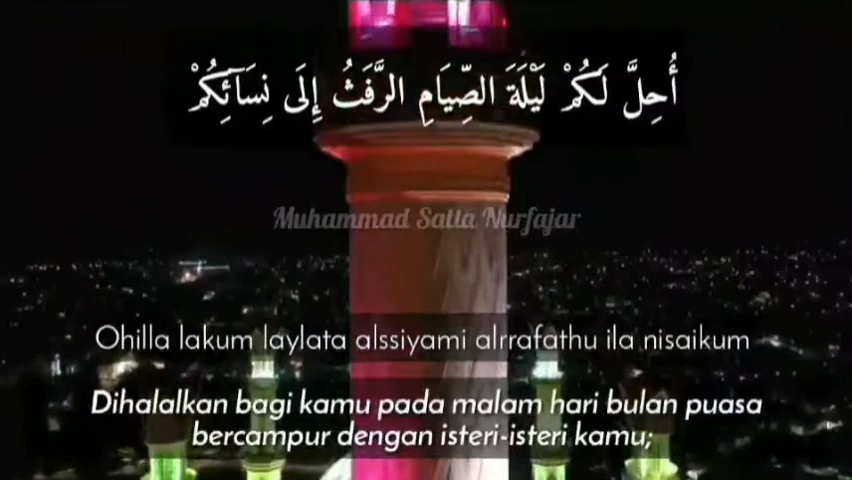 أُحِلَّ لَكُمْ لَيْلَةَ الصِّيَامِ الرَّفَثُ إِلَى نِسَائِكُمْ
Muhammad Satta Nurfajar
Ohilla lakum laylata alssiyami alrrafathu ila nisaikum
Dihalalkan bagi kamu pada malam hari bulan puasa
bercampur dengan isteri-isteri kamu;